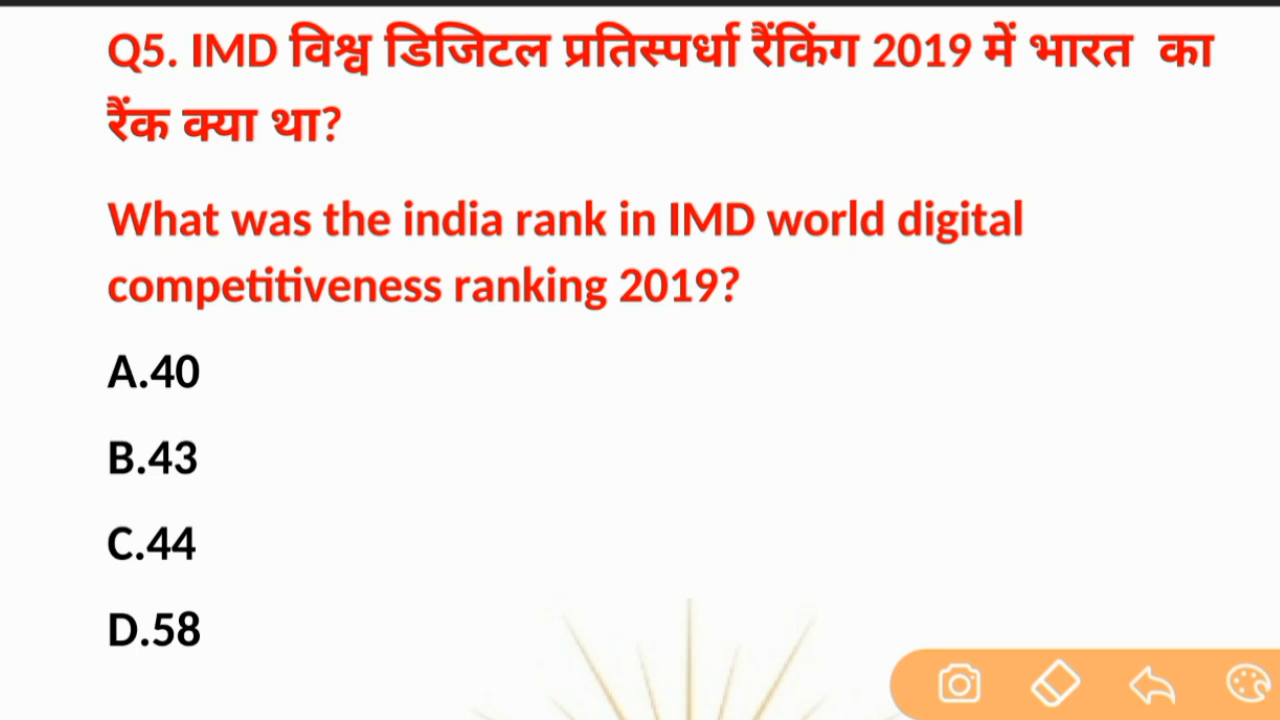 Q5. IMD विश्व डिजिटल प्रतिस्पर्धा रैंकिंग 2019 में भारत का
रैंक क्या था?
What was the india rank in IMD world digital
competitiveness ranking 2019?
A.40
B.43
C.44
D.58